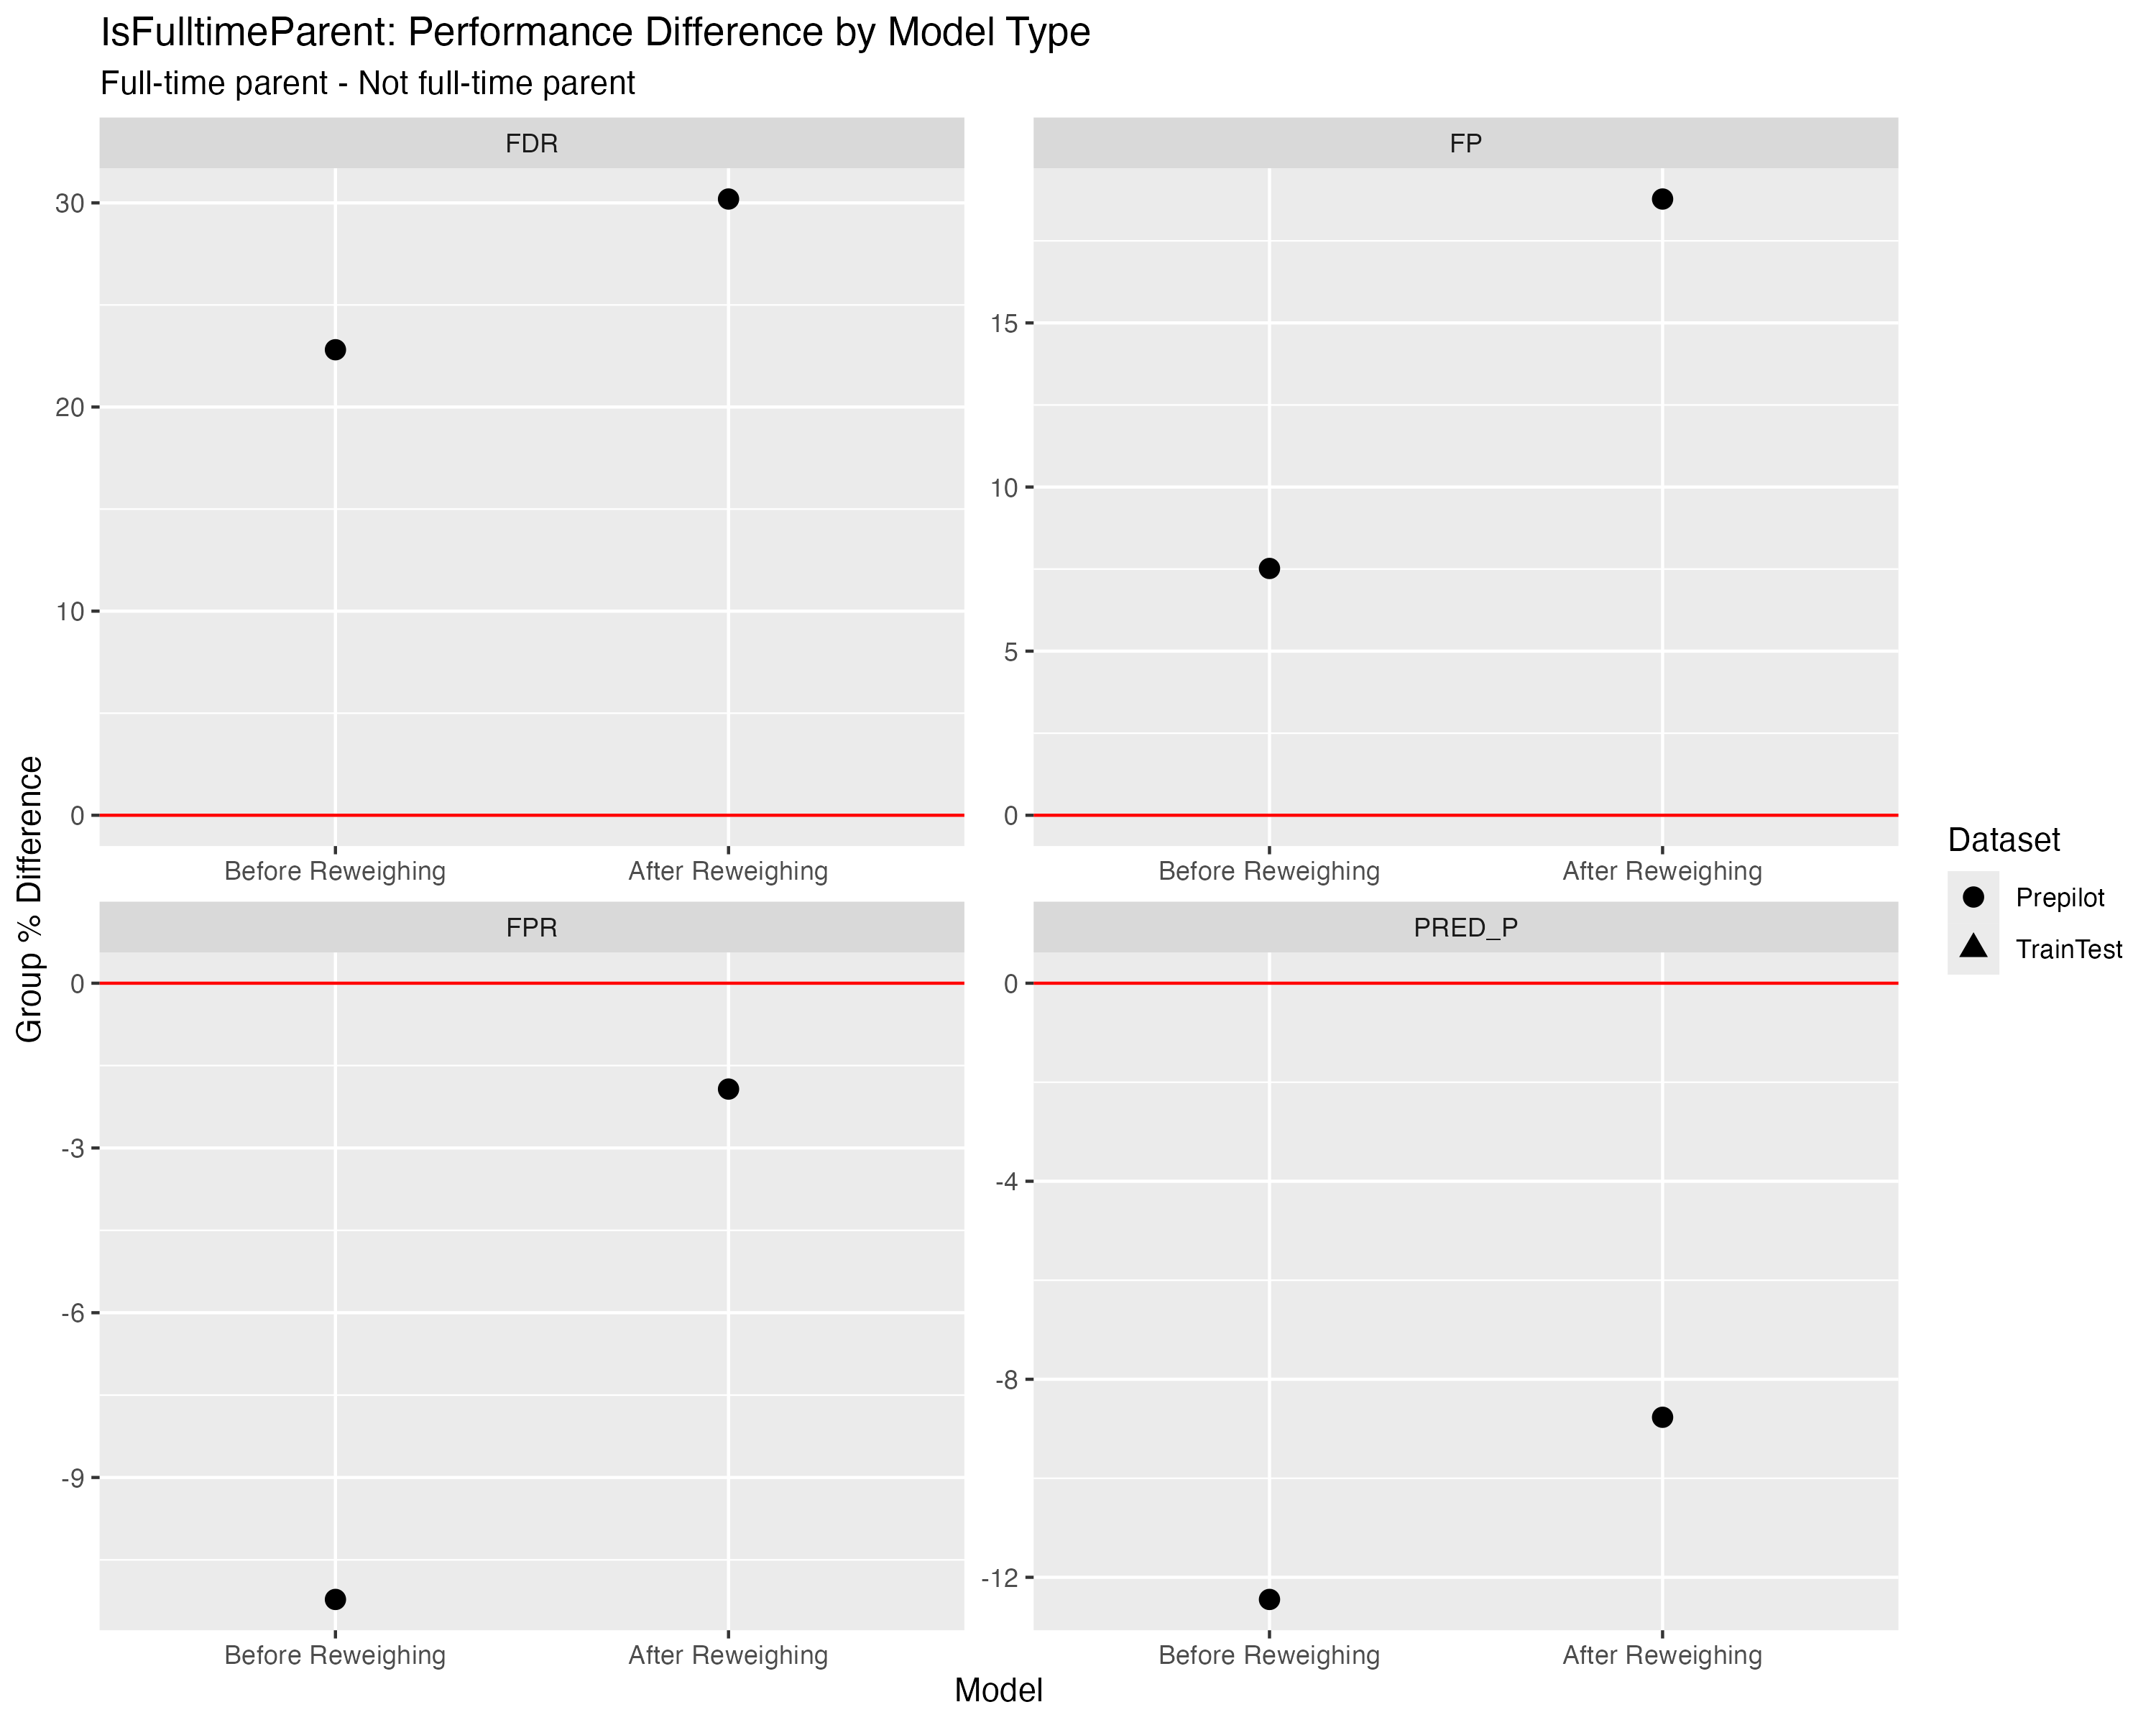 IsFulltimeParent: Performance Difference by Model Type
Full-time parent - Not full-time parent
FDR
30
20
10
0
Before Reweighing
After Reweighing
FP
15
10
5
0
Before Reweighing
After Reweighing
FPR
0
-3
-6
-9
Before Reweighing
After Reweighing
PRED_P
0
-4
-8
-12
Before Reweighing
After Reweighing
Group % Difference
Model
Dataset
Prepilot
TrainTest